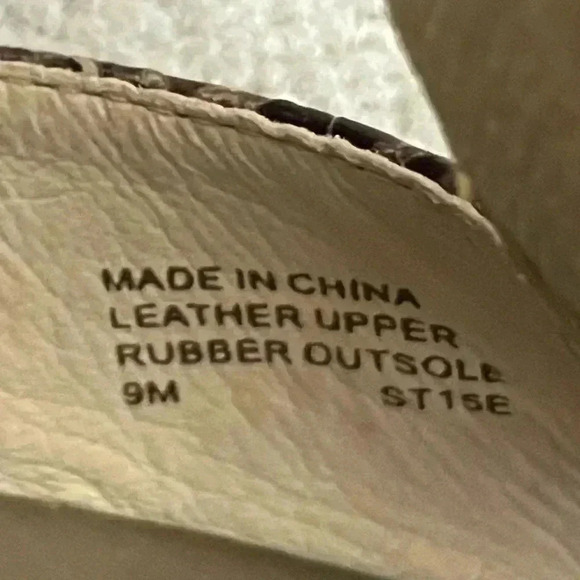 MADE IN CHINA
LEATHER UPPER
RUBBER OUTSOLE
9M ST15E